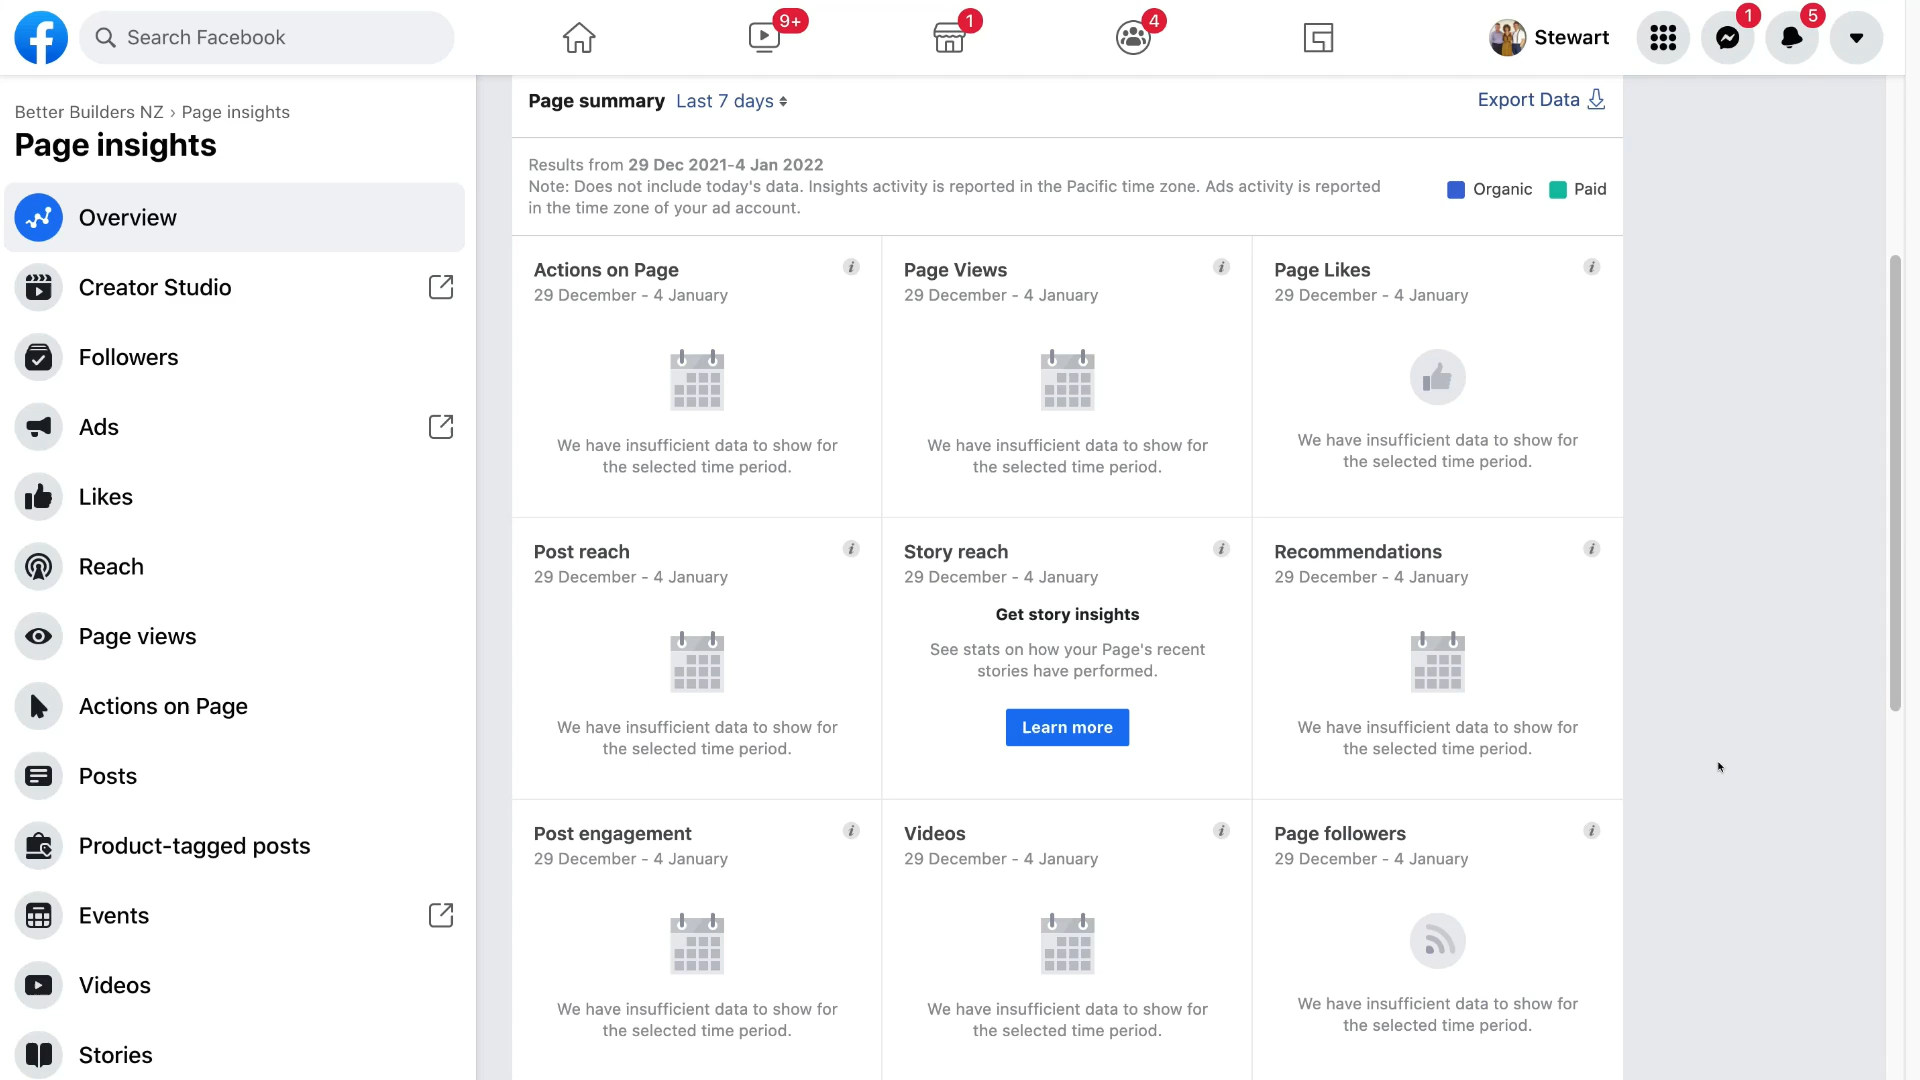 Search Facebook
9+
1
4
Stewart
1
5
Better Builders NZ › Page insights
Page insights
Overview
Creator Studio
Followers
Ads
Likes
Reach
Page views
Actions on Page
Posts
Product-tagged posts
Events
Videos
Stories
Page summary Last 7 days
Export Data
Results from 29 Dec 2021-4 Jan 2022
Note: Does not include today's data. Insights activity is reported in the Pacific time zone. Ads activity is reported
in the time zone of your ad account.
Organic Paid
Actions on Page
29 December - 4 January
We have insufficient data to show for
the selected time period.
Page Views
29 December - 4 January
We have insufficient data to show for
the selected time period.
Page Likes
29 December - 4 January
We have insufficient data to show for
the selected time period.
Post reach
29 December - 4 January
We have insufficient data to show for
the selected time period.
Story reach
29 December - 4 January
Get story insights
See stats on how your Page's recent
stories have performed.
Learn more
Recommendations
29 December - 4 January
We have insufficient data to show for
the selected time period.
Post engagement
29 December - 4 January
We have insufficient data to show for
the selected time period.
Videos
29 December - 4 January
We have insufficient data to show for
the selected time period.
Page followers
29 December - 4 January
We have insufficient data to show for
the selected time period.